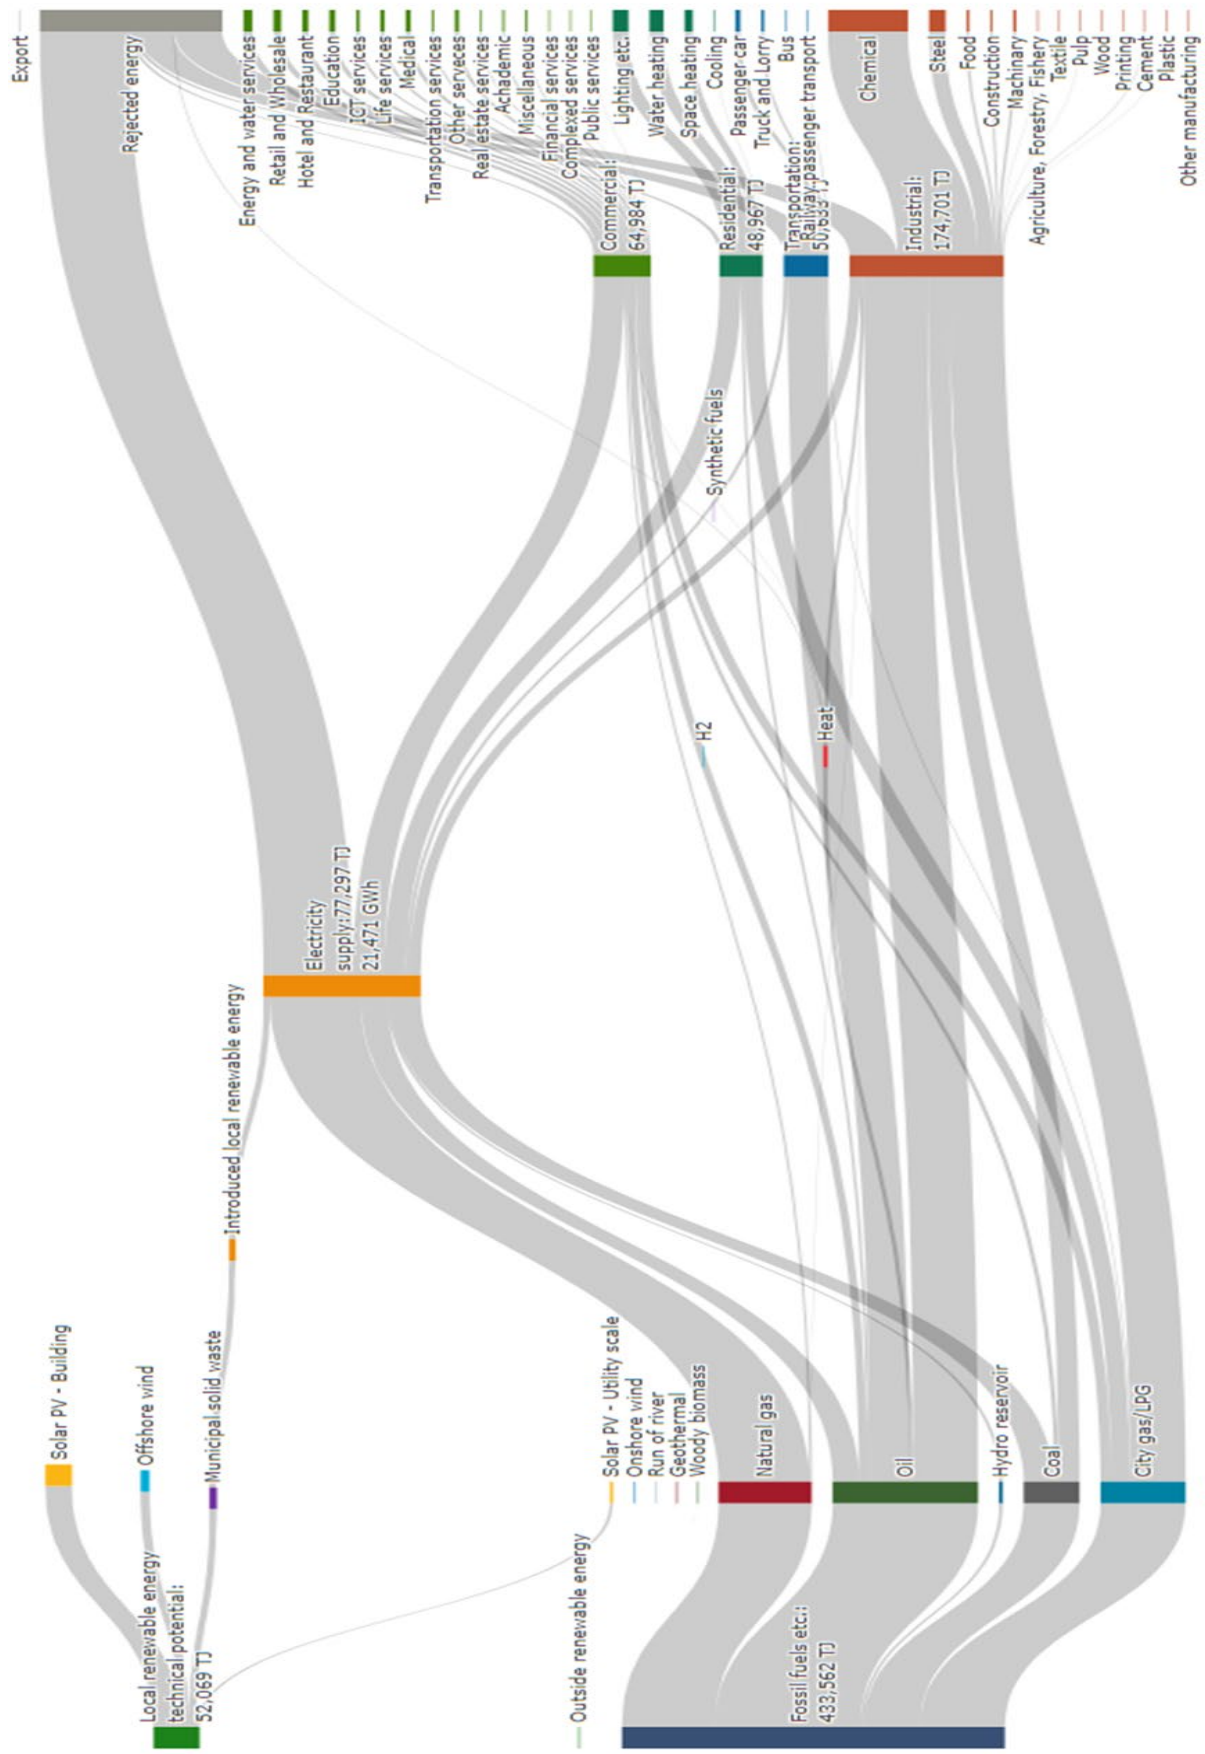 Local renewable energy
technical potential:
52,069 TJ
Outside renewable energy
Fossil fuels etc.:
433,562 TJ
Solar PV - Building
Offshore wind
Municipal solid waste
Solar PV - Utility scale
Onshore wind
Run of river
Geothermal
Woody biomass
Natural gas
Oil
Hydro reservoir
Coal
City gas/LPG
Introduced local renewable energy
Electricity
supply:77,297 TJ
21,471 GWh
H2
Heat
Synthetic fuels
Commercial:
64,984 TJ
Residential:
48,967 TJ
Transportation:
50,633 TJ
Industrial:
174,701 TJ
Export
Rejected energy
Energy and water services
Retail and Wholesale
Hotel and Restaurant
Education
ICT services
Life services
Medical
Transportation services
Other serveces
Real estate services
Achademic
Miscellaneous
Financial services
Complexed services
Public services
Lighting etc.
Water heating
Space heating
Cooling
Passenger car
Truck and Lorry
Bus
Railway passenger transport
Chemical
Steel
Food
Construction
Machinary
Agriculture, Forestry, Fishery
Textile
Pulp
Wood
Printing
Cement
Plastic
Other manufacturing